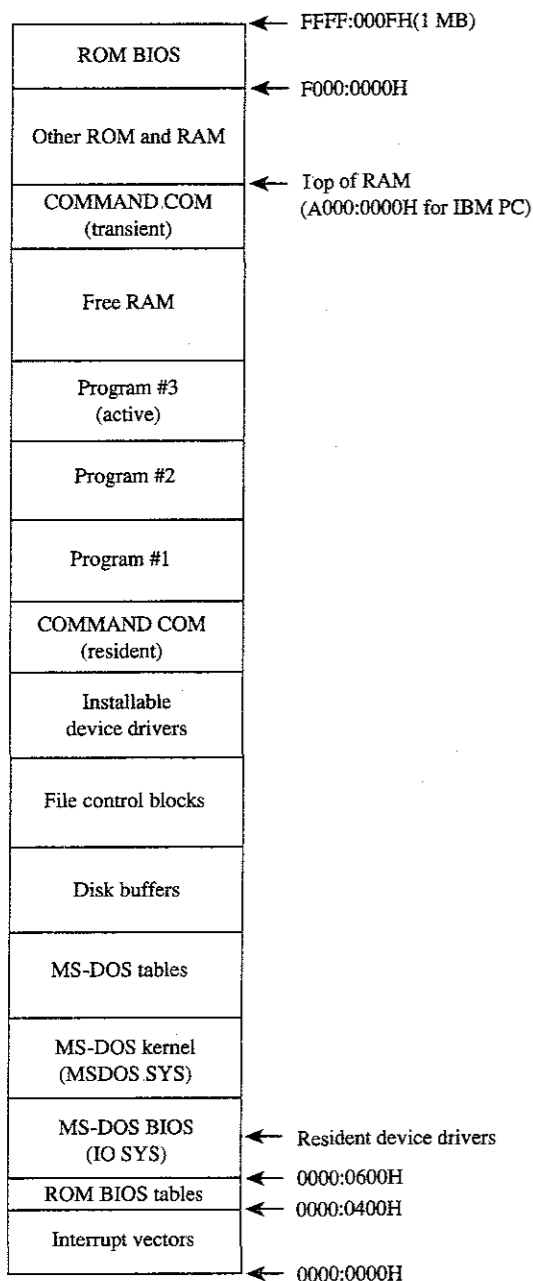 FFFF:000FH(1 MB)
ROM BIOS
F000:0000H
Other ROM and RAM
Top of RAM
(A000:0000H for IBM PC)
COMMAND.COM
(transient)
Free RAM
Program #3
(active)
Program #2
Program #1
COMMAND COM
(resident)
Installable
device drivers
File control blocks
Disk buffers
MS-DOS tables
MS-DOS kernel
(MSDOS.SYS)
MS-DOS BIOS
(IO SYS)
Resident device drivers
0000:0600H
ROM BIOS tables
0000:0400H
Interrupt vectors
0000:0000H